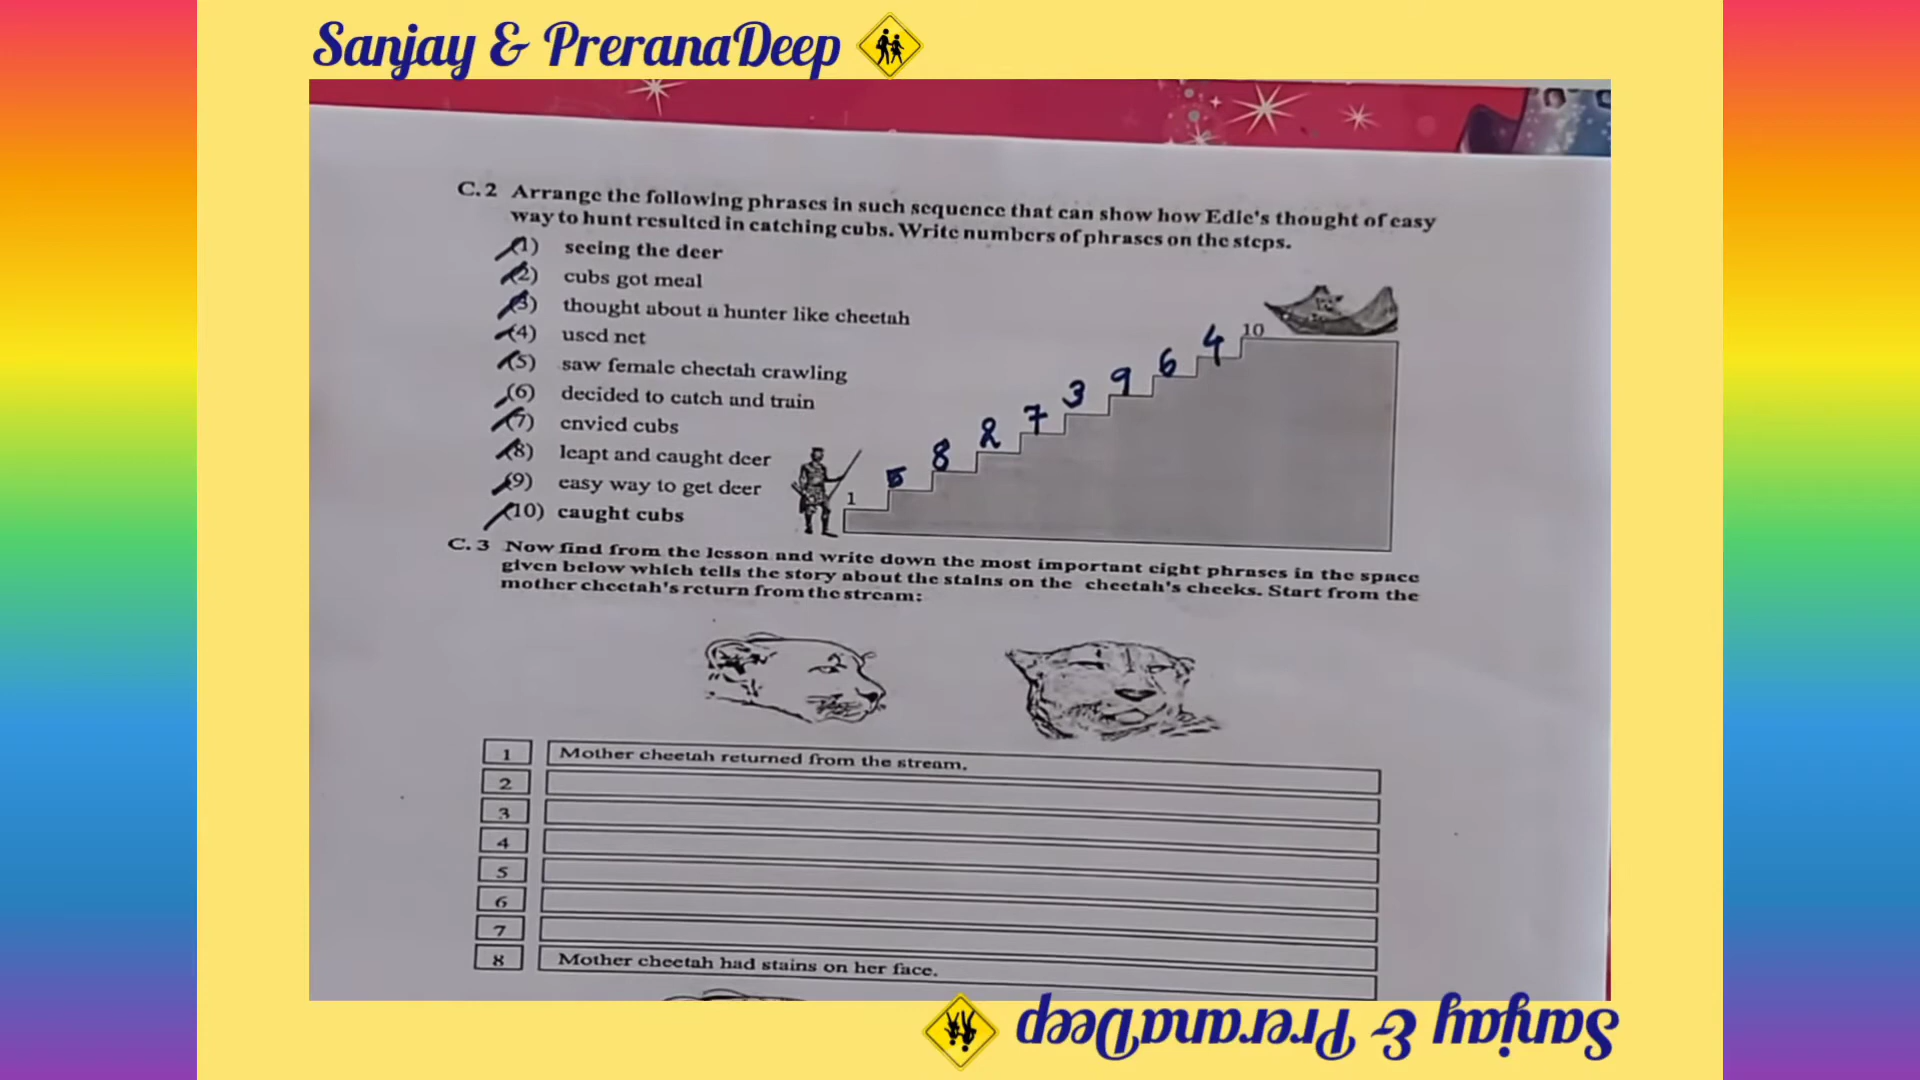 Sanjay & PreranaDeep
C.2 Arrange the following phrases in such sequence that can show how Edie's thought of easy
way to hunt resulted in catching cubs. Write numbers of phrases on the steps.
(1) seeing the deer
(2) cubs got meal
(3) thought about a hunter like cheetah
(4) used net
(5) saw female cheetah crawling
(6) decided to catch and train
(7) envied cubs
(8) leapt and caught deer
(9) easy way to get deer
(10) caught cubs
1 5 8 2 7 3 9 6 4 10
C.3 Now find from the lesson and write down the most important eight phrases in the space
given below which tells the story about the stains on the cheetah's cheeks. Start from the
mother cheetah's return from the stream:
1 Mother cheetah returned from the stream.
2
3
4
5
6
7
8 Mother cheetah had stains on her face.
Sanjay & PreranaDeep